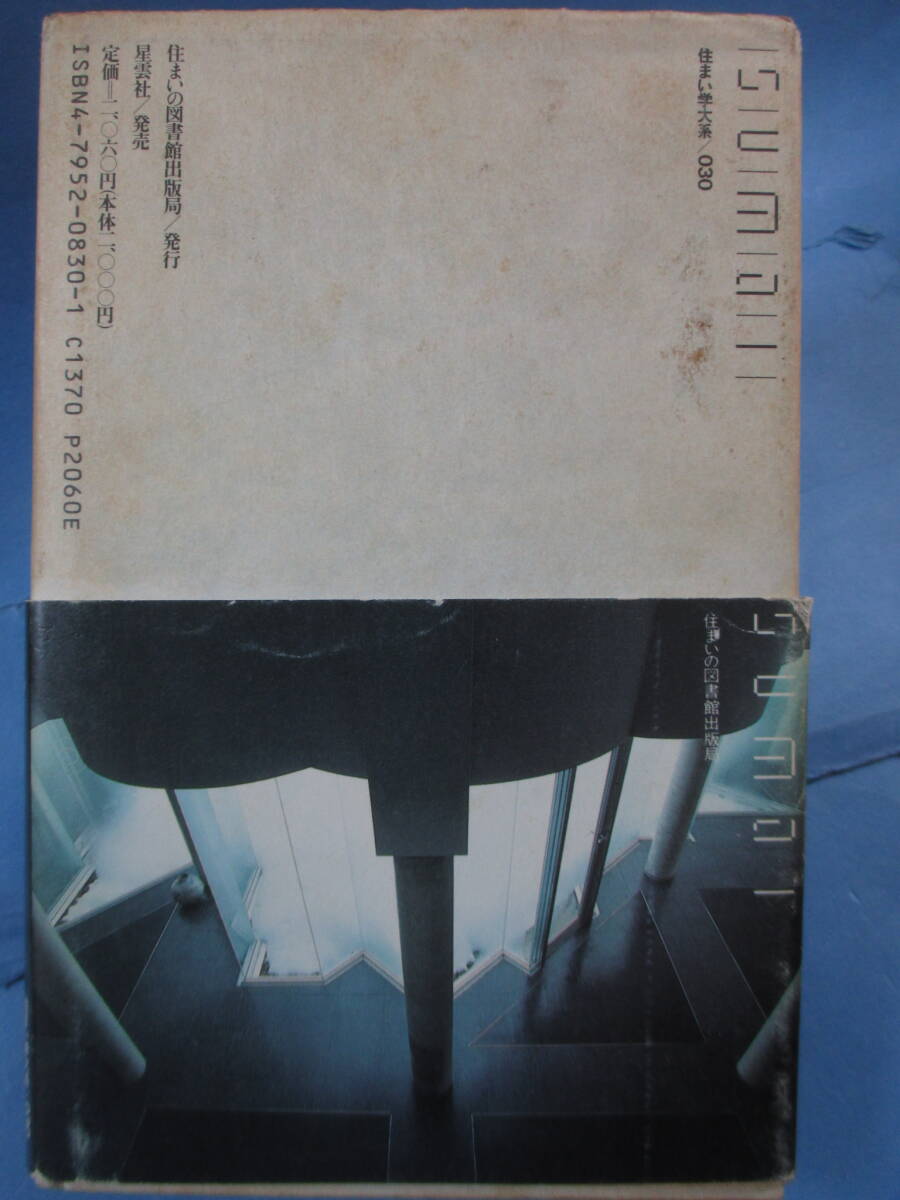 SUMAI
住まい学大系/030
住まいの図書館出版局/発行
星雲社/発売
定価=二、〇六〇円(本体二、〇〇〇円)
ISBN4-7952-0830-1 C1370 P2060E
SUMAI
住まいの図書館出版局